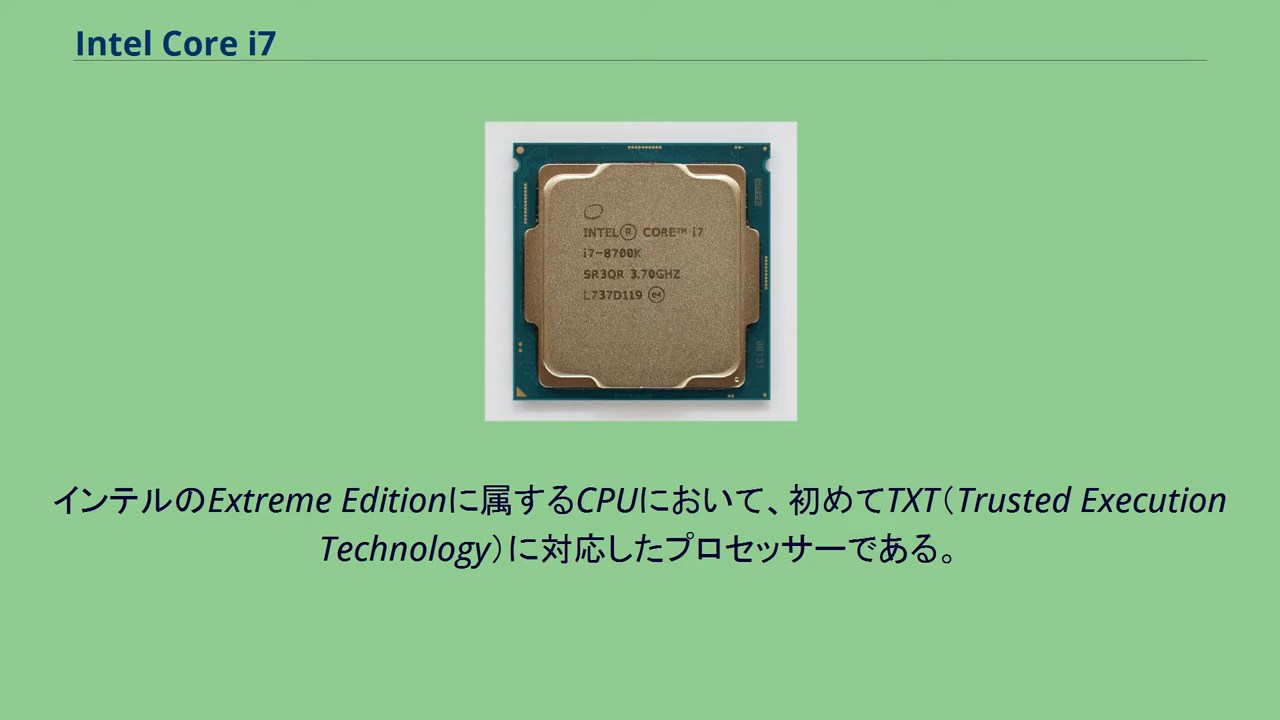 Intel Core i7
INTEL® CORE™ i7
i7-8700K
SR3QR 3.70GHZ
L737D119 e4
インテルのExtreme Editionに属するCPUにおいて、初めてTXT（Trusted Execution
Technology）に対応したプロセッサーである。